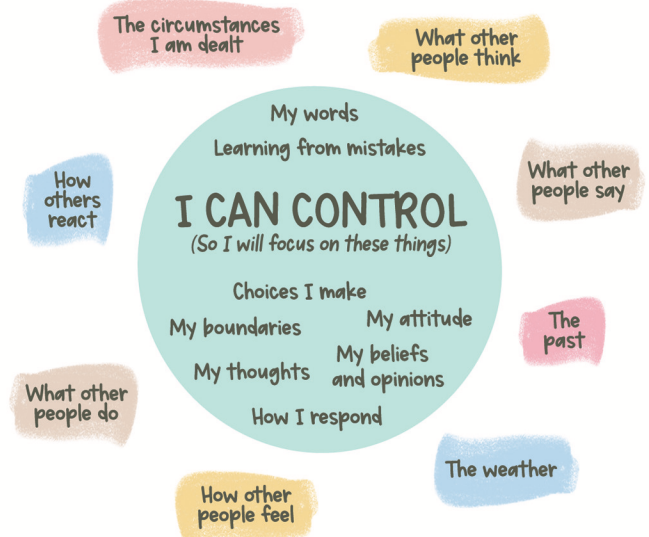 The circumstances
I am dealt
What other
people think
My words
Learning from mistakes
What other
people say
How
others
react
I CAN CONTROL
(So I will focus on these things)
Choices I make
My boundaries
My attitude
The
past
My thoughts
My beliefs
and opinions
What other
people do
How I respond
The weather
How other
people feel